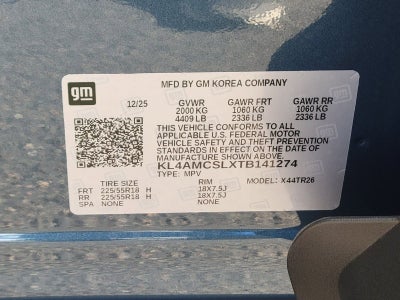 gm
MFD BY GM KOREA COMPANY
12/25 GVWR GAWR FRT GAWR RR
2000 KG 1060 KG 1060 KG
4409 LB 2336 LB 2336 LB
THIS VEHICLE CONFORMS TO ALL
APPLICABLE U.S. FEDERAL MOTOR
VEHICLE SAFETY AND THEFT PREVENTION
STANDARDS IN EFFECT ON THE DATE OF
MANUFACTURE SHOWN ABOVE.
KL4AMCSLXTB141274
TYPE: MPV MODEL: X44TR26
TIRE SIZE RIM
FRT 225/55R18 H 18X7.5J
RR 225/55R18 H 18X7.5J
SPA NONE NONE